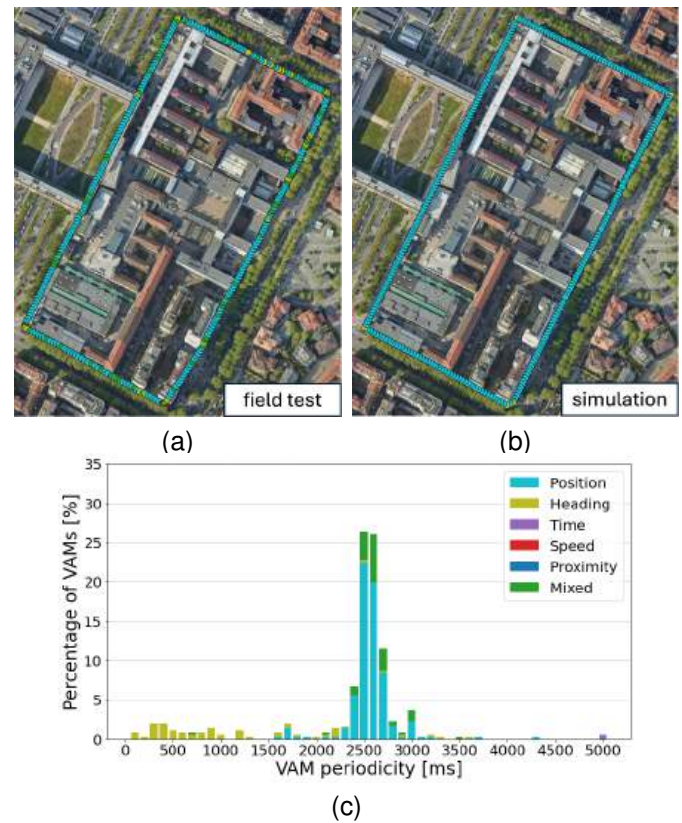 field test
simulation
(a)
(b)
35
30
25
20
15
10
5
0
Percentage of VAMs [%]
Position
Heading
Time
Speed
Proximity
Mixed
0 500 1000 1500 2000 2500 3000 3500 4000 4500 5000
VAM periodicity [ms]
(c)